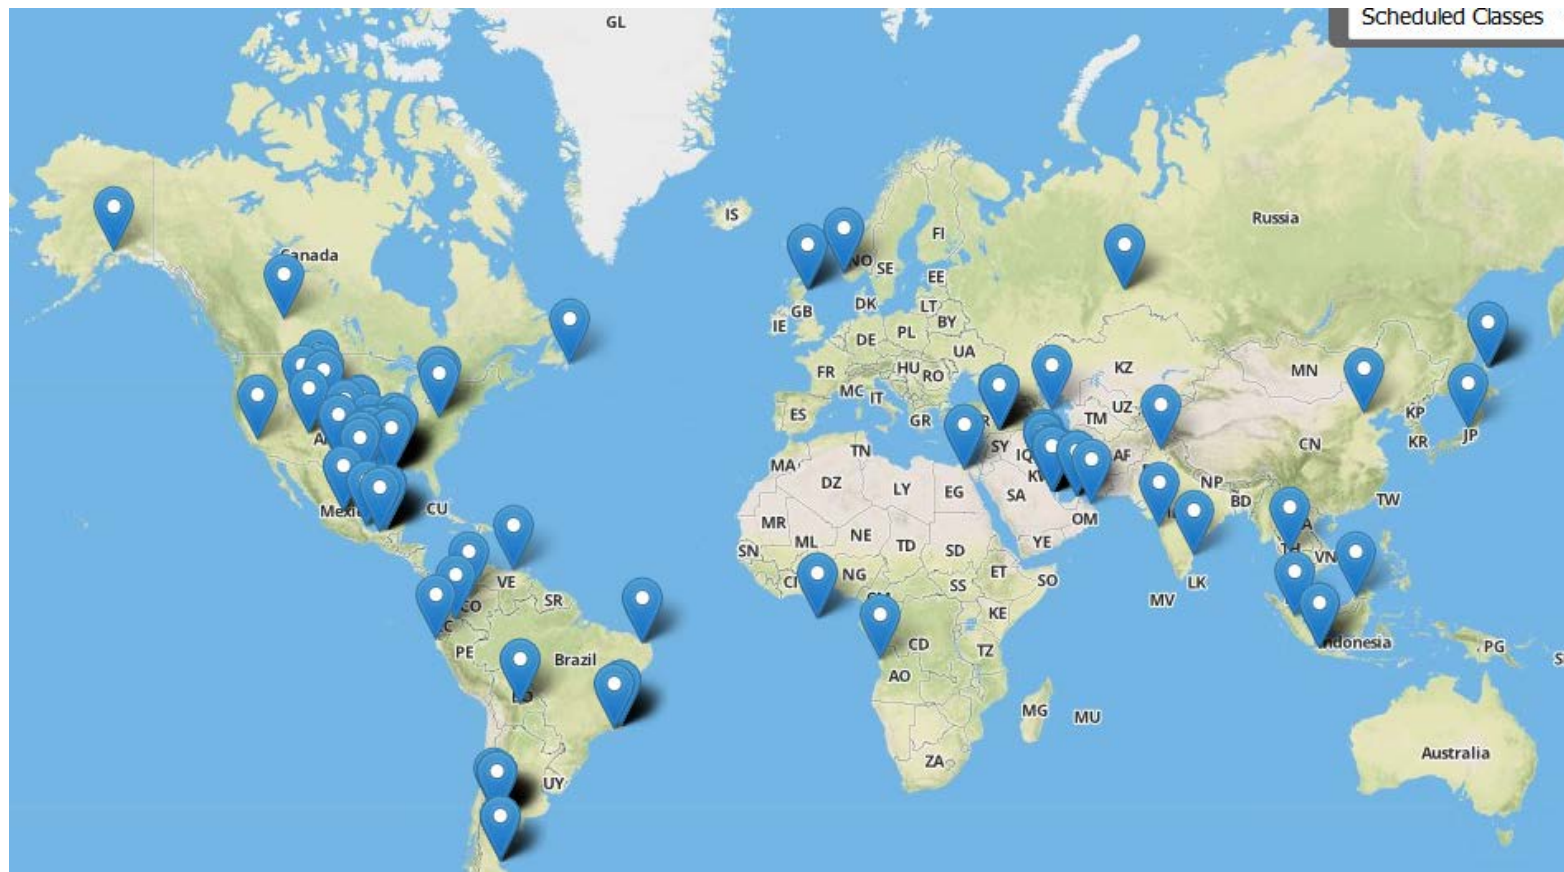 Scheduled Classes
GL
IS
Russia
Canada
FI
NO
SE
EE
DK
LT
GB
IE
BY
DE
PL
UA
FR
HU
RO
KZ
MN
MC
IT
ES
GR
UZ
TM
KP
KR
JP
SY
IQ
AF
CN
TN
MA
DZ
LY
EG
SA
NP
BD
TW
CU
OM
MR
ML
NE
TD
SD
YE
SN
NG
ET
SO
SS
VN
TH
LK
MV
VE
SR
CO
KE
CD
TZ
Indonesia
PG
PE
Brazil
AO
MG
MU
ZA
UY
Australia